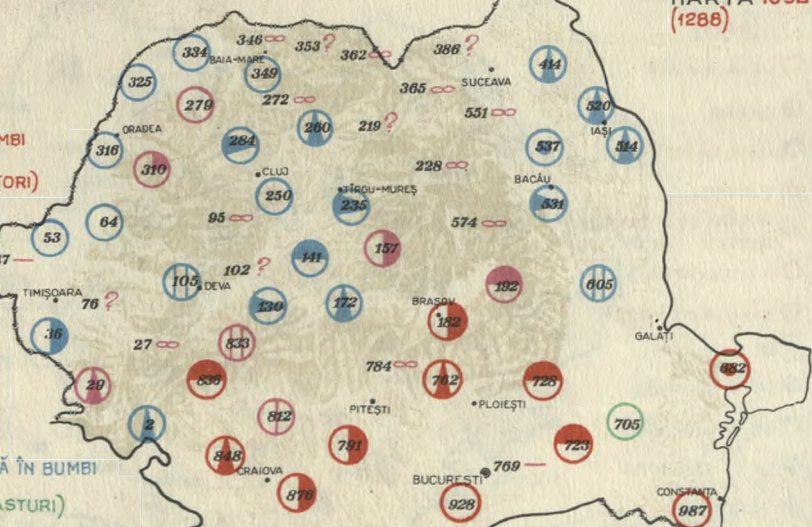 HARTA
(1288)
334
346 ∞
353 ?
362 ∞
386 ?
BAIA-MARE
349
325
SUCEAVA
414
365 ∞
279
272 ∞
551 ∞
520
260
219 ?
IAȘI
ORADEA
316
284
537
514
MBI
310
228 ∞
CLUJ
BACĂU
TORI)
250
TÎRGU-MUREȘ
235
531
64
95 ∞
574 ∞
53
157
7 —
141
102 ?
105
DEVA
192
605
TIMIȘOARA
76 ?
130
172
BRAȘOV
182
36
27 ∞
833
GALAȚI
784 ∞
682
29
836
762
728
PITEȘTI
PLOIEȘTI
2
812
705
791
723
848
Ă ÎN BUMBI
CRAIOVA
769 —
BUCUREȘTI
876
CONSTANȚA
ASTURI)
928
987